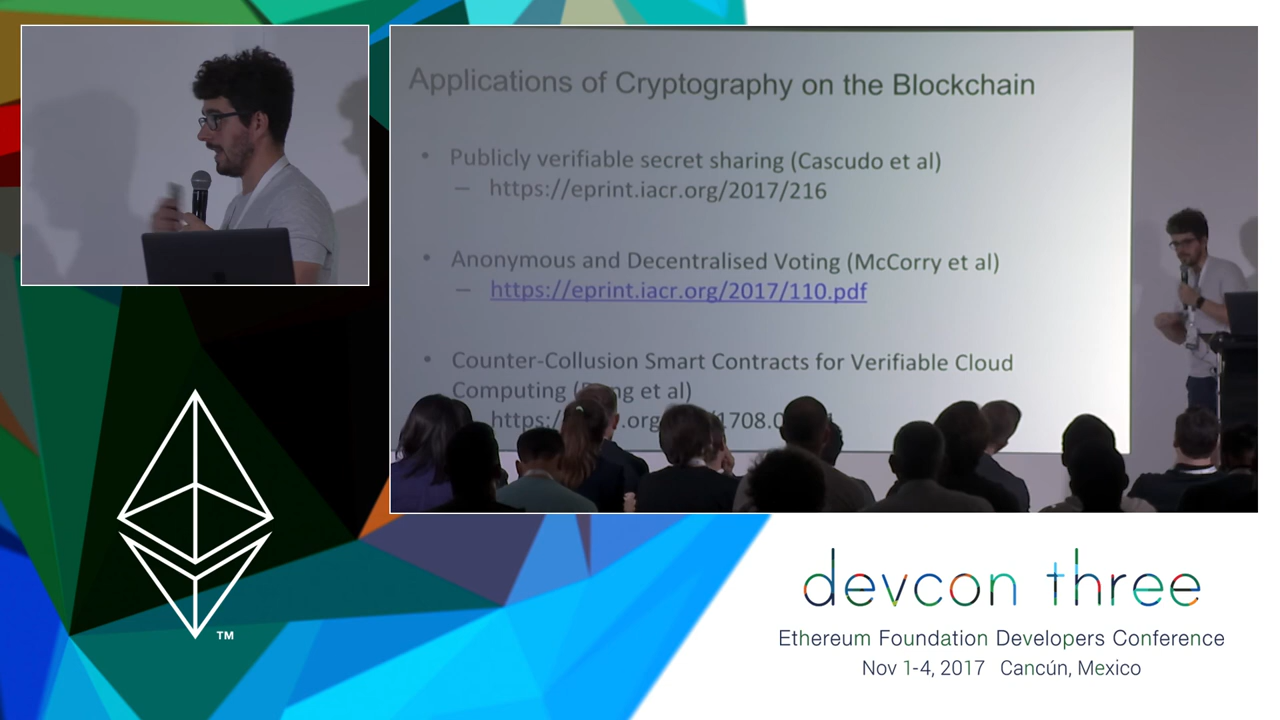 Applications of Cryptography on the Blockchain
• Publicly verifiable secret sharing (Cascudo et al)
– https://eprint.iacr.org/2017/216
• Anonymous and Decentralised Voting (McCorry et al)
– https://eprint.iacr.org/2017/110.pdf
• Counter-Collusion Smart Contracts for Verifiable Cloud
Computing et al)
TM
devcon three
Ethereum Foundation Developers Conference
Nov 1-4, 2017 Cancún, Mexico